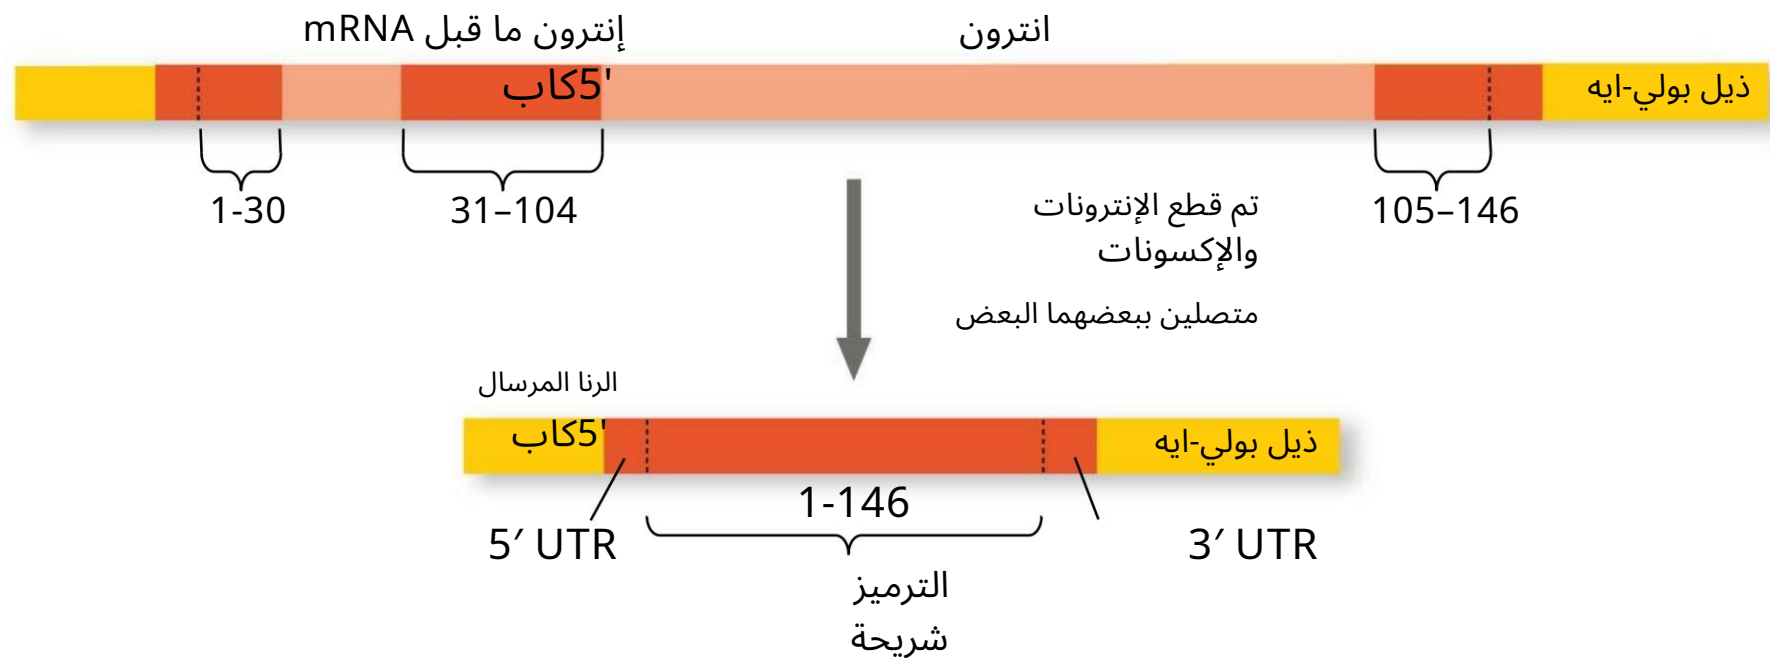 إنترون ما قبل mRNA
انترون
5'كاب
ذيل بولي-ايه
1-30
31–104
105–146
تم قطع الإنترونات
والإكسونات
متصلين ببعضهما البعض
الرنا المرسال
5'كاب
ذيل بولي-ايه
1-146
5′ UTR
3′ UTR
الترميز
شريحة